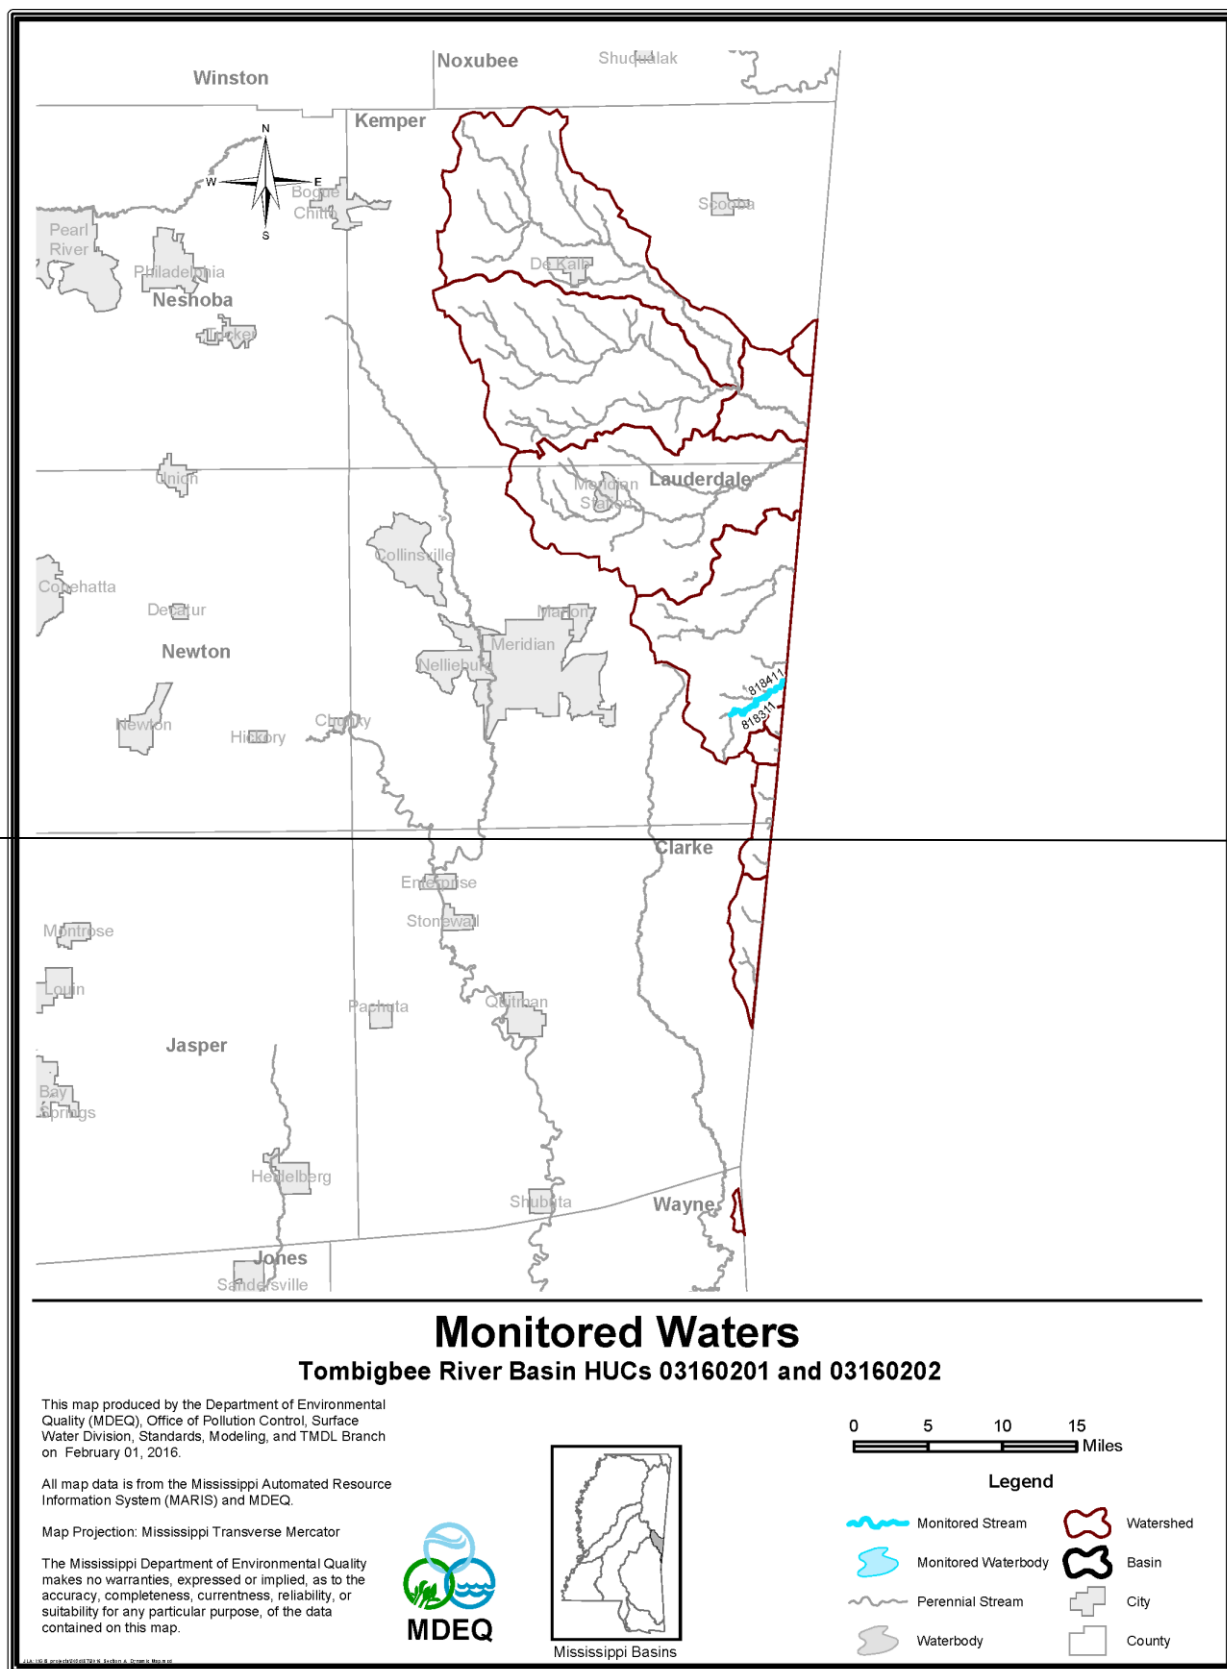 Winston
Noxubee
Shuqualak
Kemper
N
W E
S
Bogue
Chitto
Scooba
Pearl
River
Philadelphia
De Kalb
Neshoba
Tucker
Union
Meridian
Station
Lauderdale
Collinsville
Conehatta
Decatur
Marion
Newton
Meridian
Nellieburg
818411
818311
Newton
Chunky
Hickory
Clarke
Enterprise
Stonewall
Montrose
Louin
Pachuta
Quitman
Jasper
Bay
Springs
Heidelberg
Shubuta
Wayne
Jones
Sandersville
Monitored Waters
Tombigbee River Basin HUCs 03160201 and 03160202
This map produced by the Department of Environmental
Quality (MDEQ), Office of Pollution Control, Surface
Water Division, Standards, Modeling, and TMDL Branch
on February 01, 2016.
All map data is from the Mississippi Automated Resource
Information System (MARIS) and MDEQ.
Map Projection: Mississippi Transverse Mercator
The Mississippi Department of Environmental Quality
makes no warranties, expressed or implied, as to the
accuracy, completeness, currentness, reliability, or
suitability for any particular purpose, of the data
contained on this map.
MDEQ
Mississippi Basins
0 5 10 15
Miles
Legend
Monitored Stream
Watershed
Monitored Waterbody
Basin
Perennial Stream
City
Waterbody
County